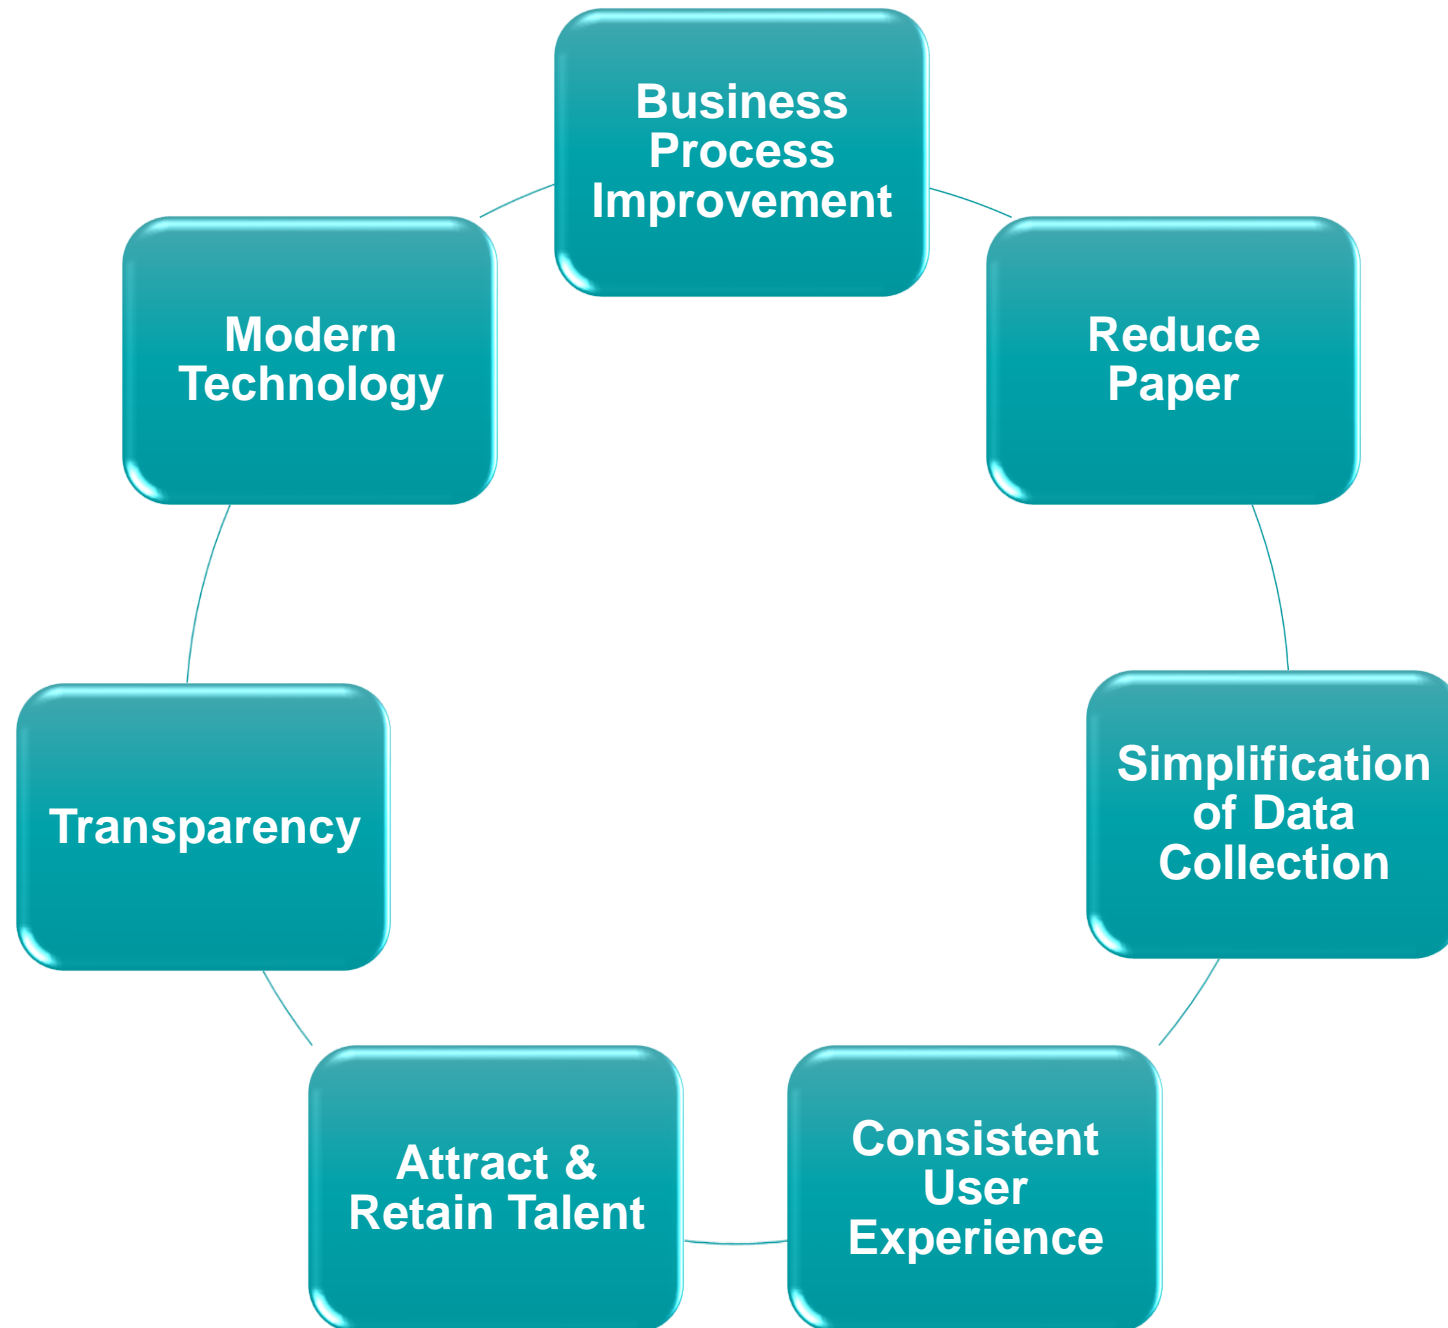 Business
Process
Improvement
Modern
Technology
Reduce
Paper
Simplification
of Data
Collection
Transparency
Consistent
User
Experience
Attract &
Retain Talent